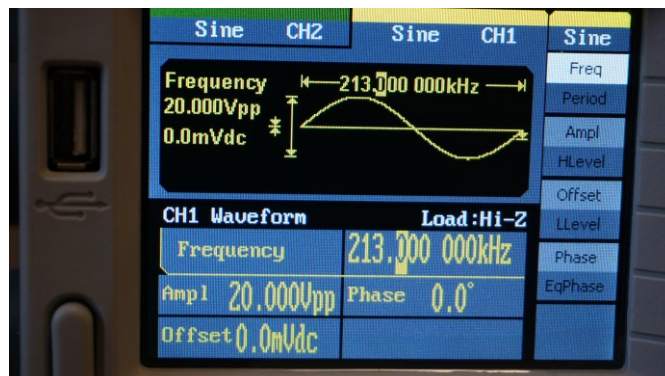 Sine CH2
Sine CH1
Sine
Frequency 213.000 000kHz
20.000Vpp
0.0mVdc
Freq
Period
Ampl
HLevel
Offset
LLevel
Phase
EqPhase
CH1 Waveform Load:Hi-Z
Frequency 213.000 000kHz
Ampl 20.000Vpp Phase 0.0°
Offset 0.0mVdc